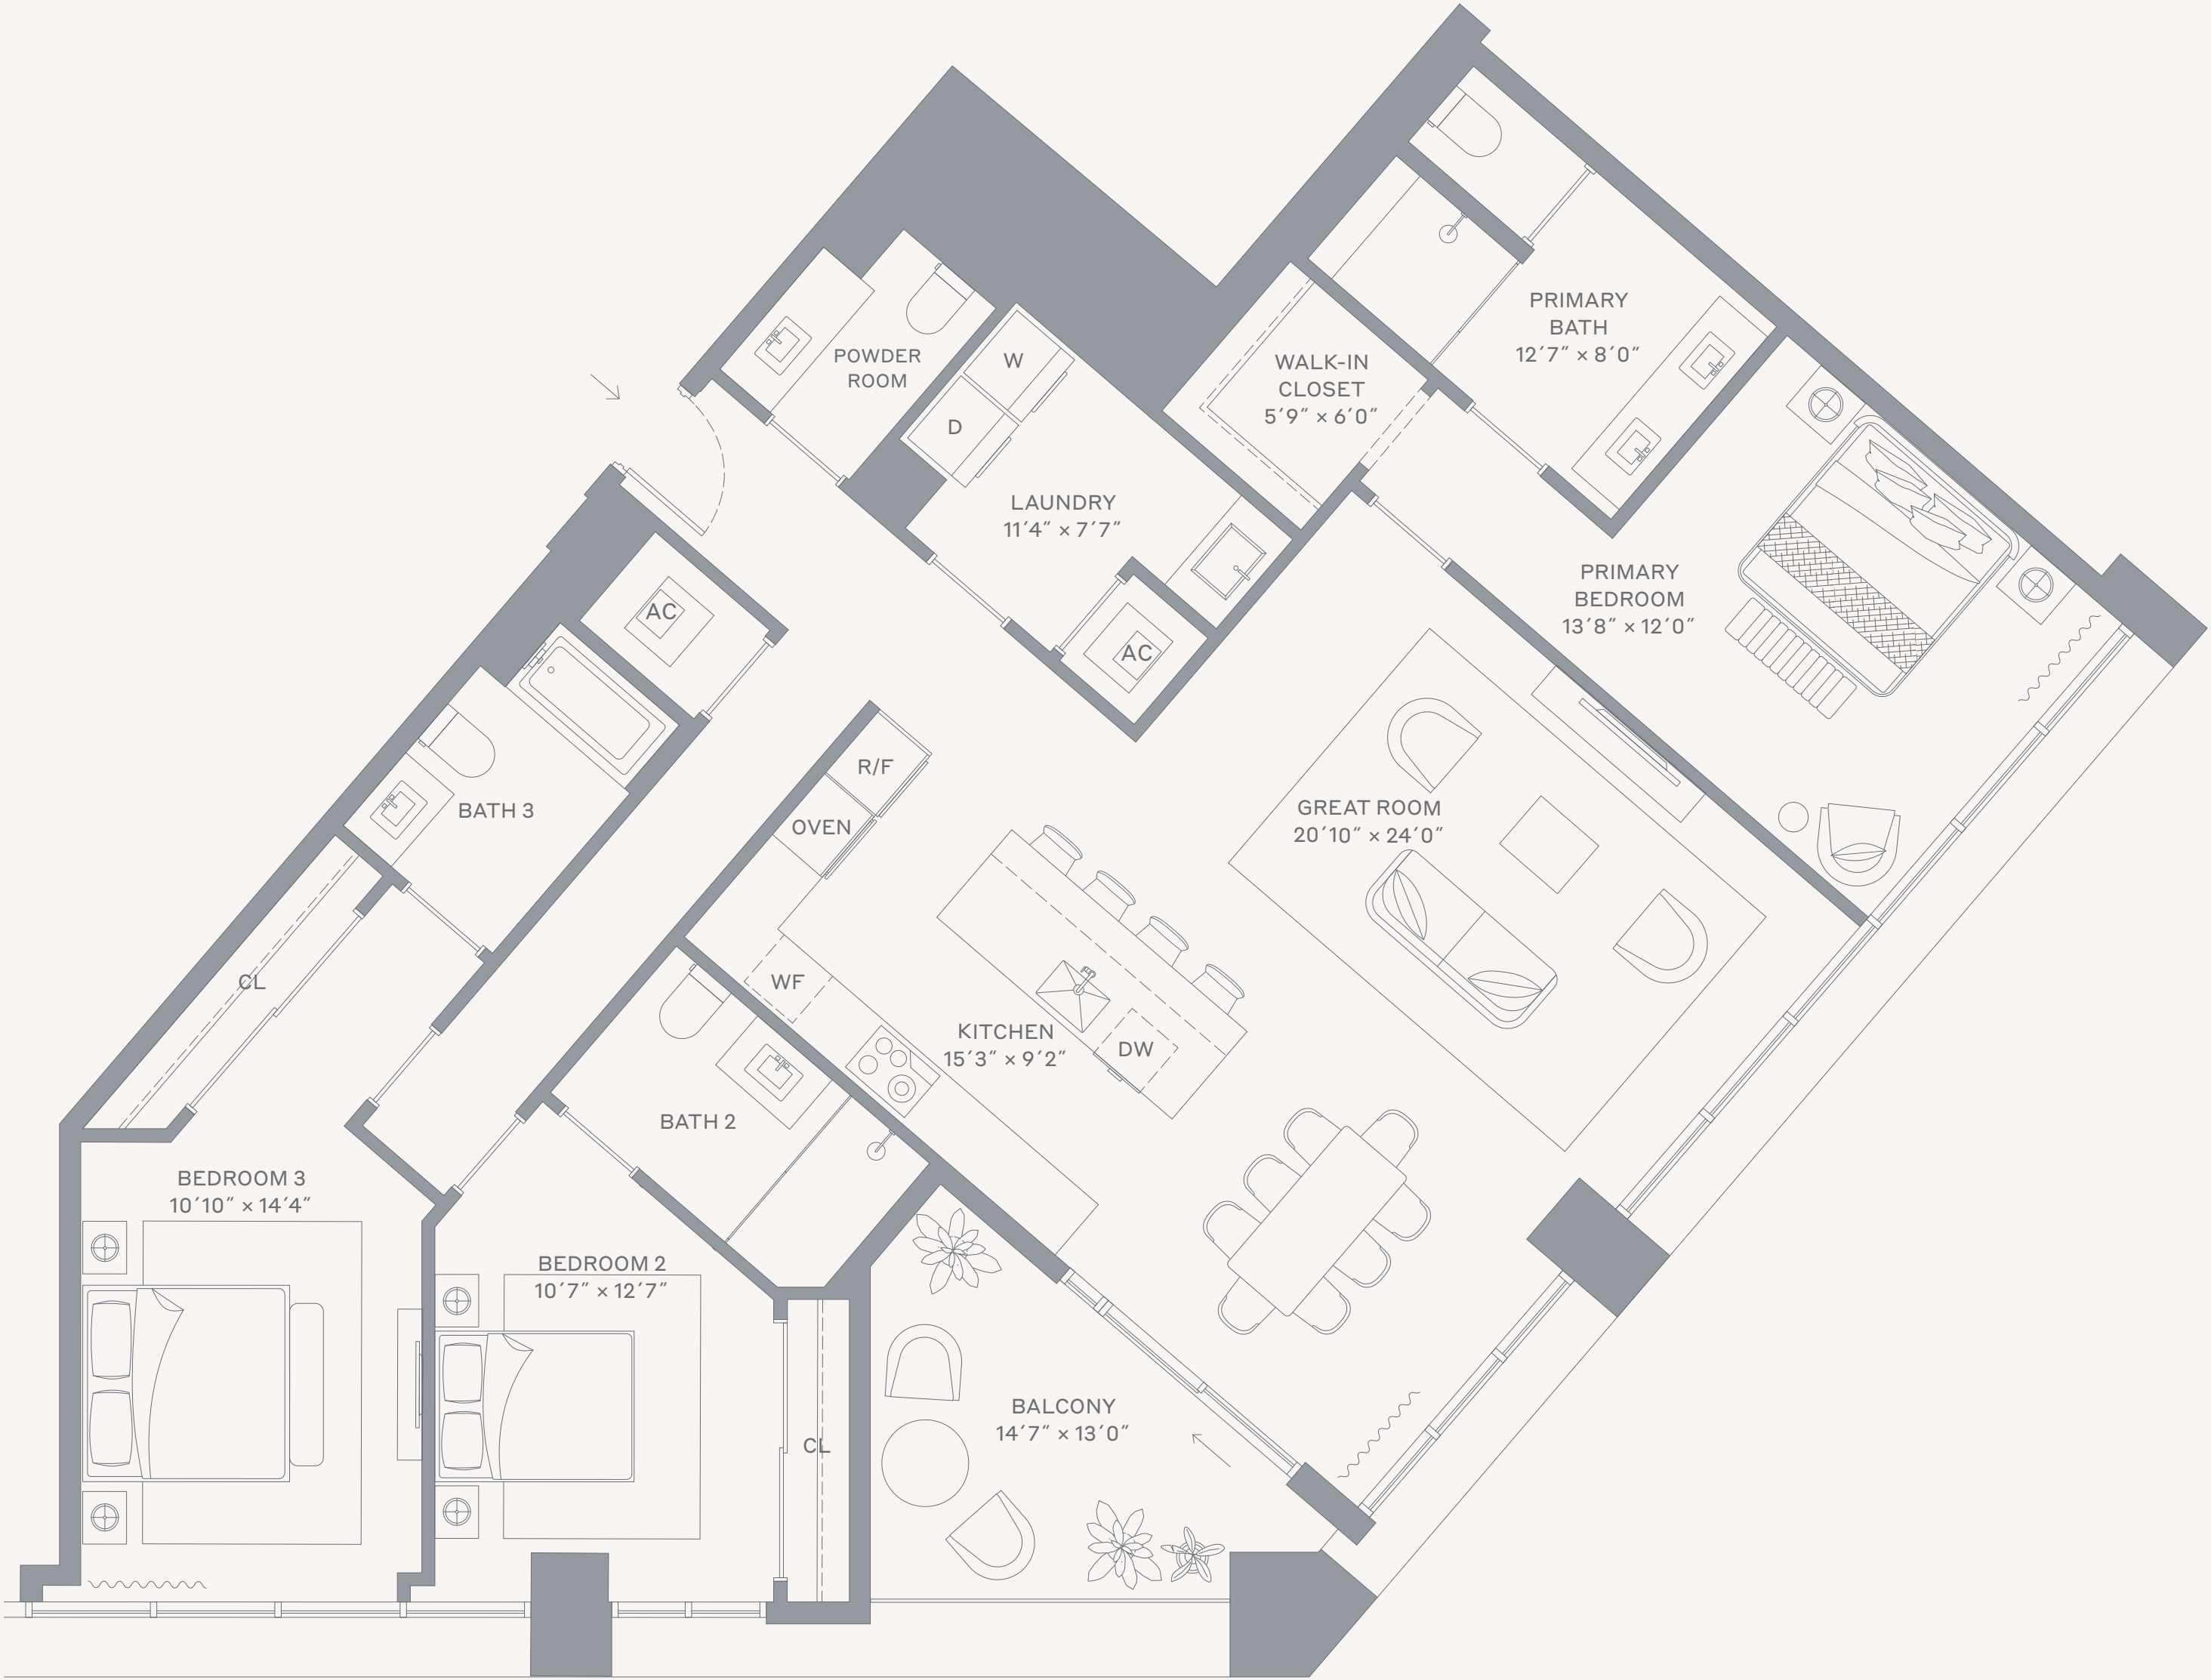 PRIMARY
BATH
12′7″ × 8′0″
POWDER
ROOM
W
D
WALK-IN
CLOSET
5′9″ × 6′0″
LAUNDRY
11′4″ × 7′7″
PRIMARY
BEDROOM
13′8″ × 12′0″
AC
AC
R/F
OVEN
BATH 3
GREAT ROOM
20′10″ × 24′0″
CL
WF
KITCHEN
15′3″ × 9′2″
DW
BATH 2
BEDROOM 3
10′10″ × 14′4″
BEDROOM 2
10′7″ × 12′7″
CL
BALCONY
14′7″ × 13′0″